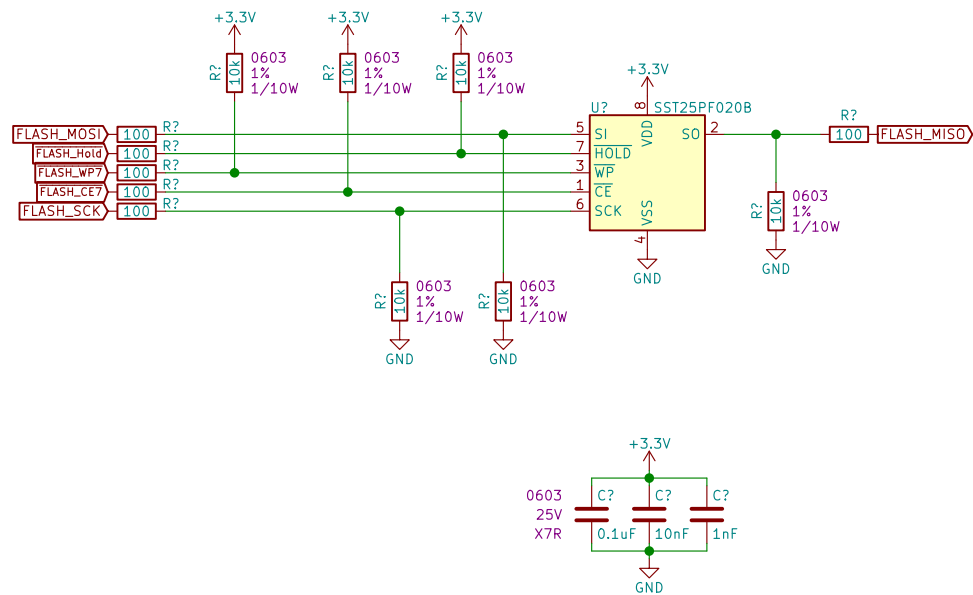 +3.3V
+3.3V
+3.3V
R?
10k
0603
1%
1/10W
R?
10k
0603
1%
1/10W
R?
10k
0603
1%
1/10W
+3.3V
U?
8
SST25PF020B
FLASH_MOSI
100
R?
5
SI
VDD
SO
2
R?
100
FLASH_MISO
FLASH_Hold
100
R?
7
HOLD
FLASH_WP7
100
R?
3
WP
FLASH_CE7
100
R?
1
CE
FLASH_SCK
100
R?
6
SCK
VSS
4
GND
R?
10k
0603
1%
1/10W
GND
R?
10k
0603
1%
1/10W
GND
R?
10k
0603
1%
1/10W
GND
+3.3V
0603
25V
X7R
C?
0.1uF
C?
10nF
C?
1nF
GND